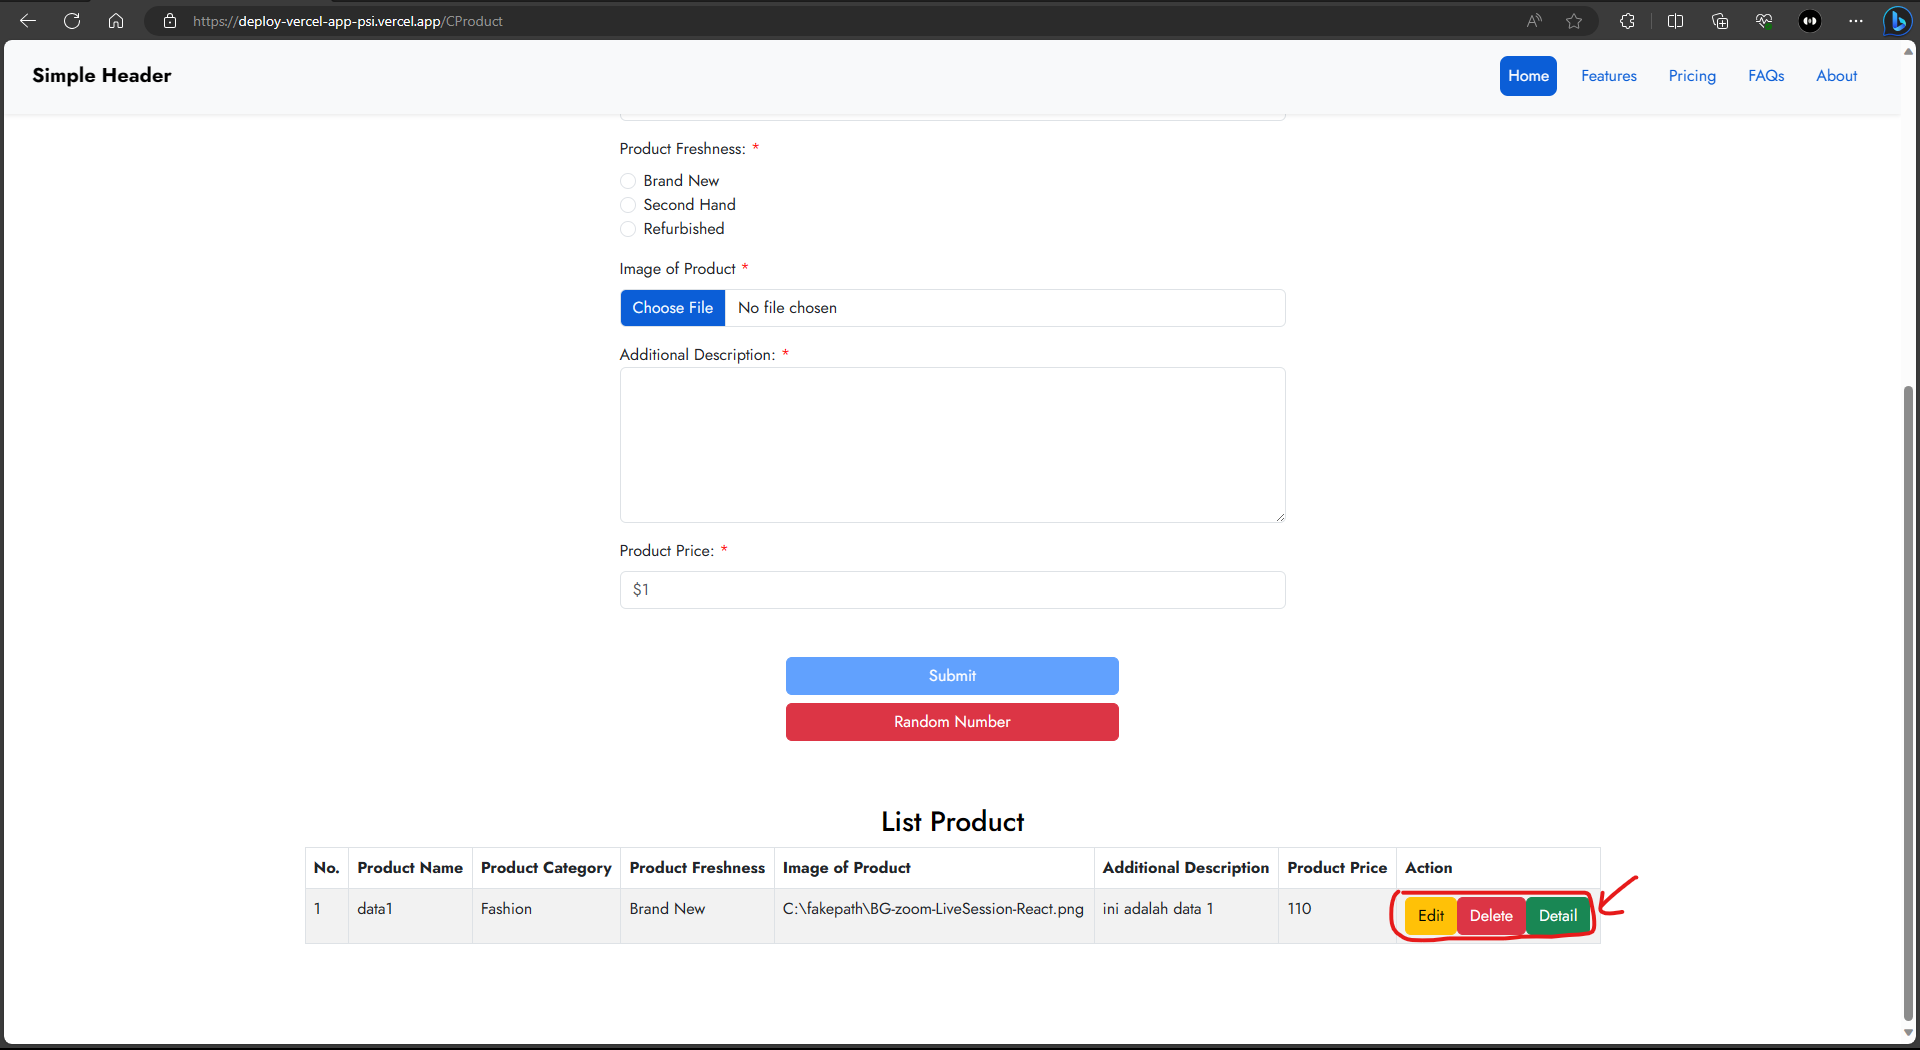 https://deploy-vercel-app-psi.vercel.app/CProduct
Simple Header
Home Features Pricing FAQs About
Product Freshness: *
Brand New
Second Hand
Refurbished
Image of Product *
Choose File No file chosen
Additional Description: *
Product Price: *
$1
Submit
Random Number
List Product
No. Product Name Product Category Product Freshness Image of Product Additional Description Product Price Action
1 data1 Fashion Brand New C:\fakepath\BG-zoom-LiveSession-React.png ini adalah data 1 110 Edit Delete Detail